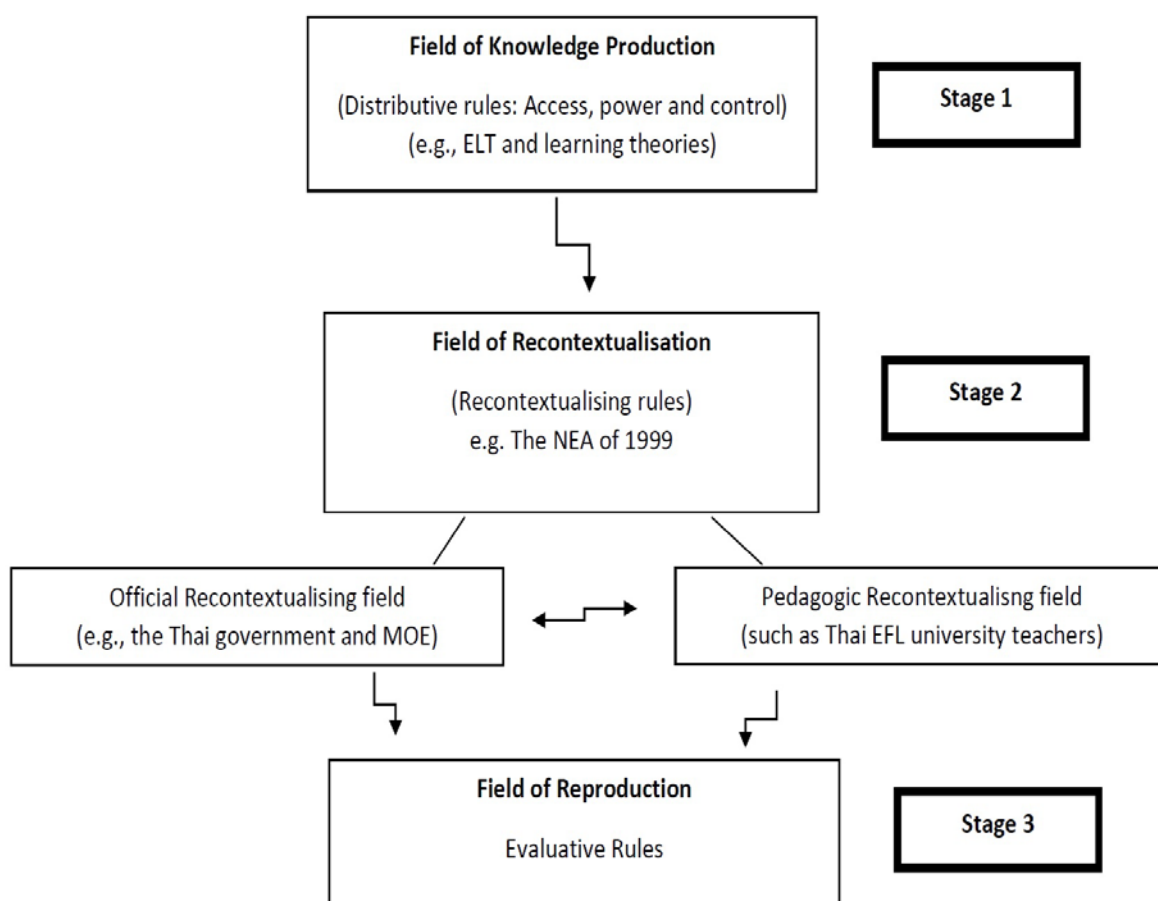 Field of Knowledge Production
(Distributive rules: Access, power and control)
(e.g., ELT and learning theories)
Stage 1
Field of Recontextualisation
(Recontextualising rules)
e.g. The NEA of 1999
Stage 2
Official Recontextualising field
(e.g., the Thai government and MOE)
Pedagogic Recontextualisng field
(such as Thai EFL university teachers)
Field of Reproduction
Evaluative Rules
Stage 3